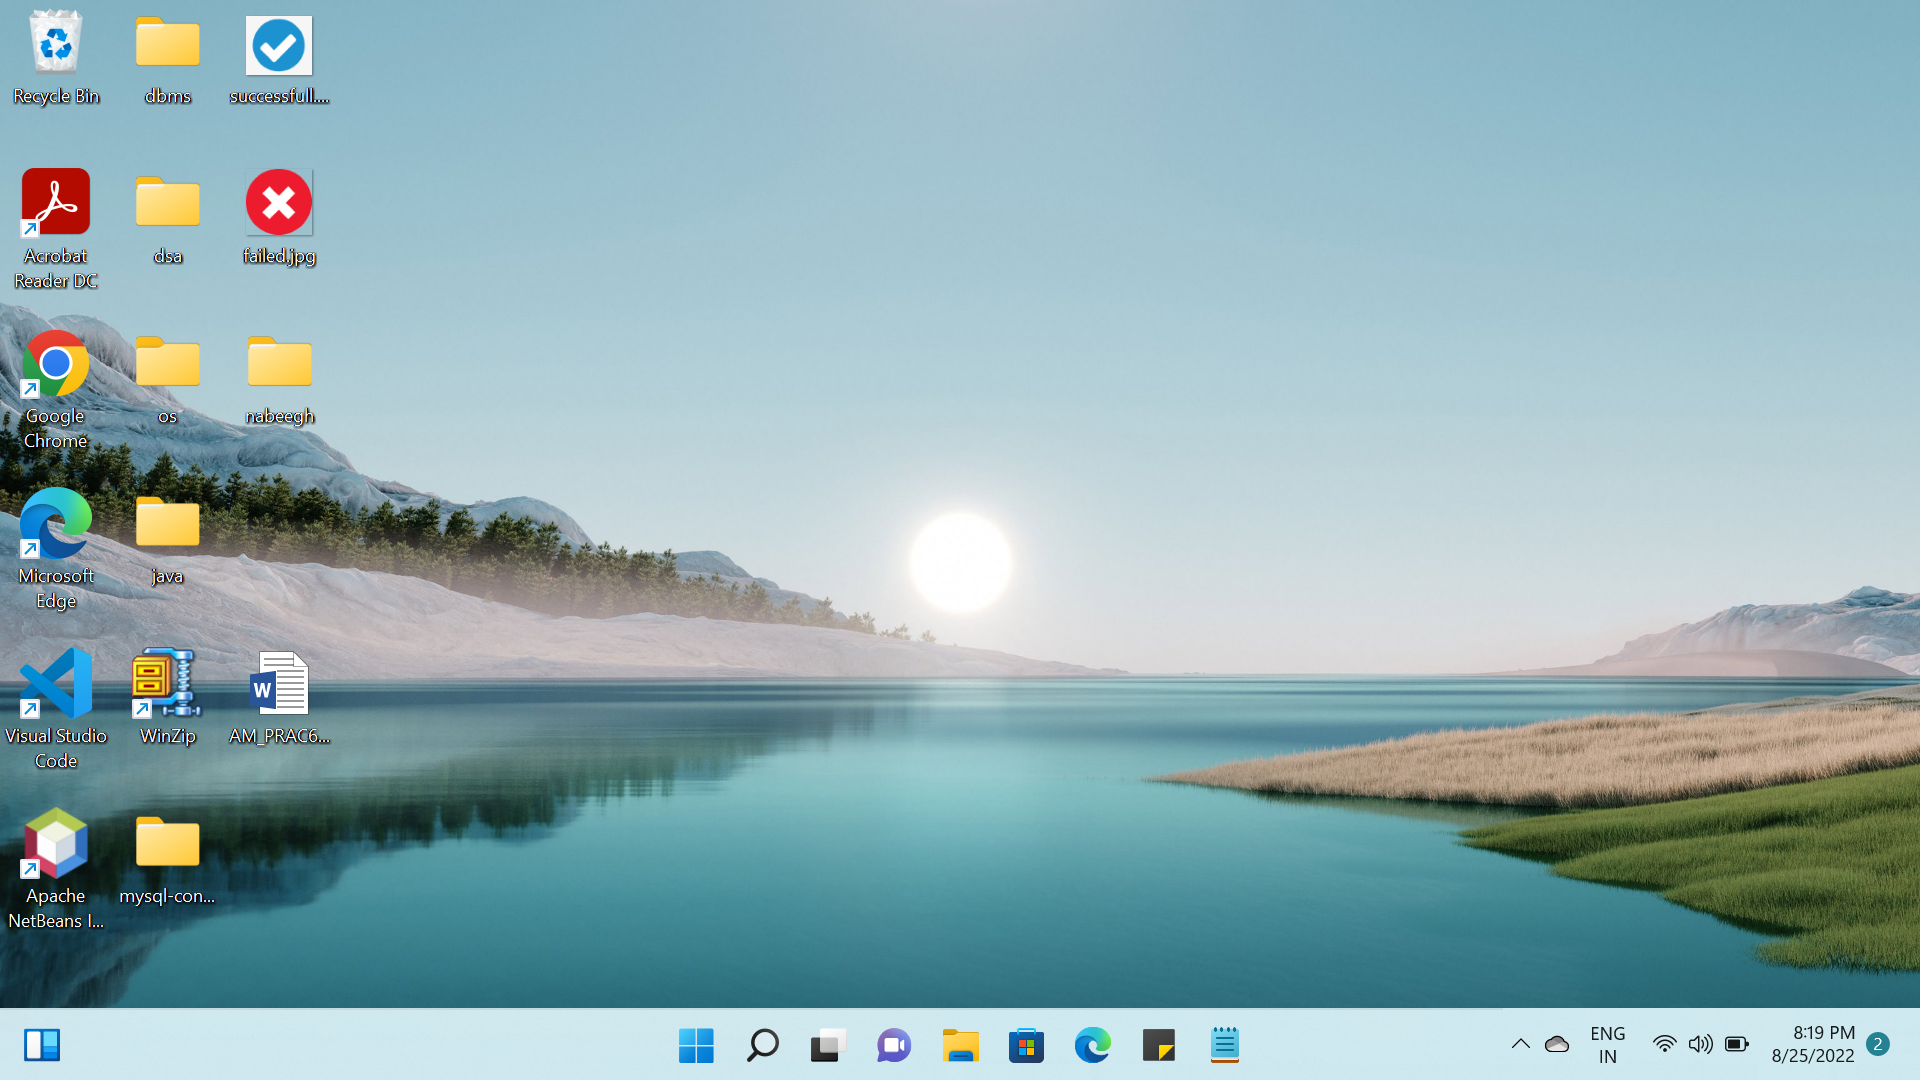 Recycle Bin
dbms
successfull....
Acrobat
Reader DC
dsa
failed.jpg
Google
Chrome
os
nabeegh
Microsoft
Edge
java
Visual Studio
Code
WinZip
W
AM_PRAC6...
Apache
NetBeans I...
mysql-con...
ENG
IN
8:19 PM
8/25/2022
2